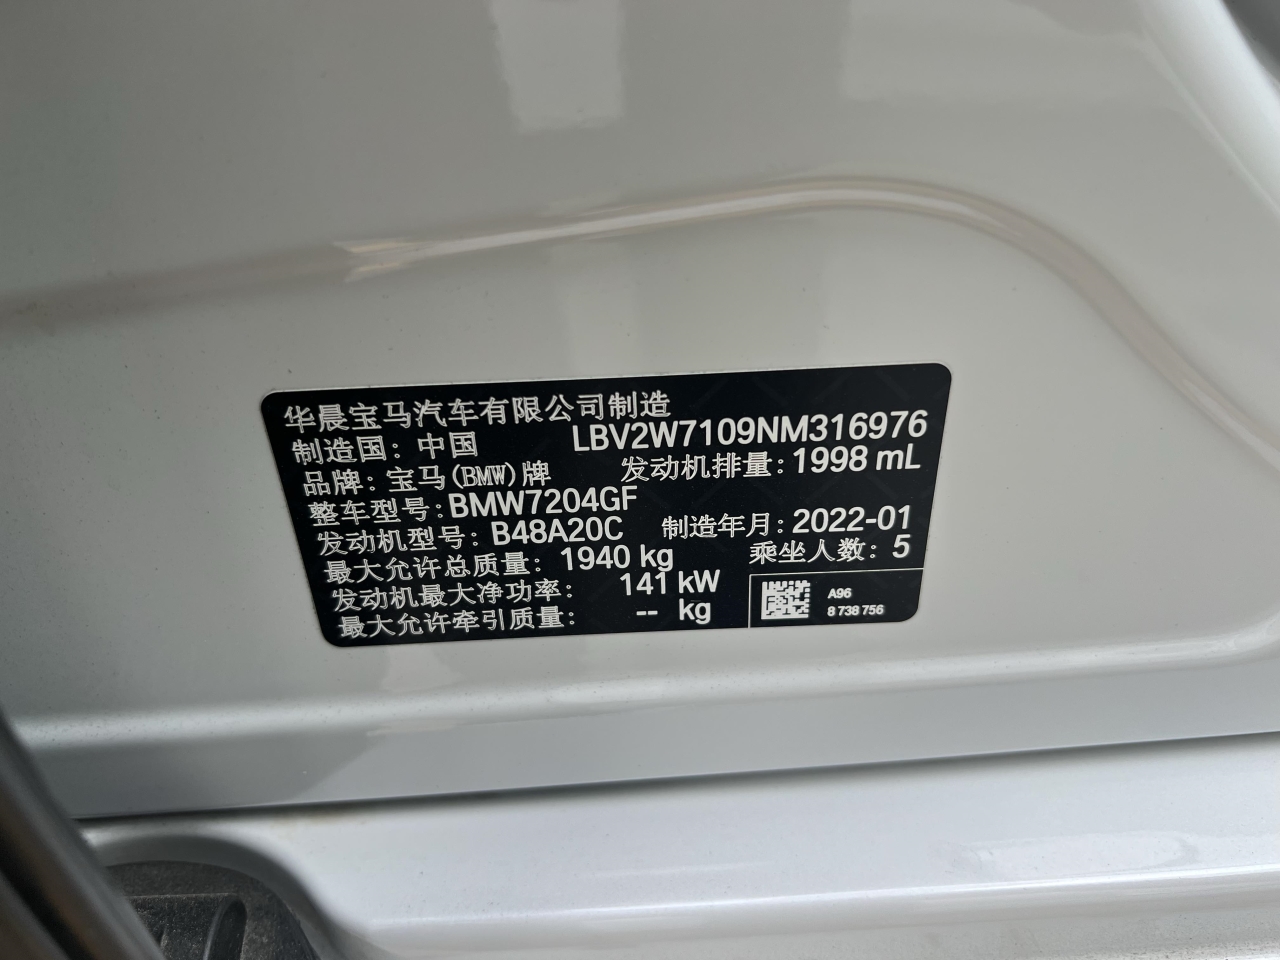 华晨宝马汽车有限公司制造
制造国：中国 LBV2W7109NM316976
品牌：宝马(BMW)牌 发动机排量：1998 mL
整车型号：BMW7204GF
发动机型号：B48A20C 制造年月：2022-01
最大允许总质量：1940 kg 乘坐人数：5
发动机最大净功率：141 kW
最大允许牵引质量：-- kg
A96
8 738 756